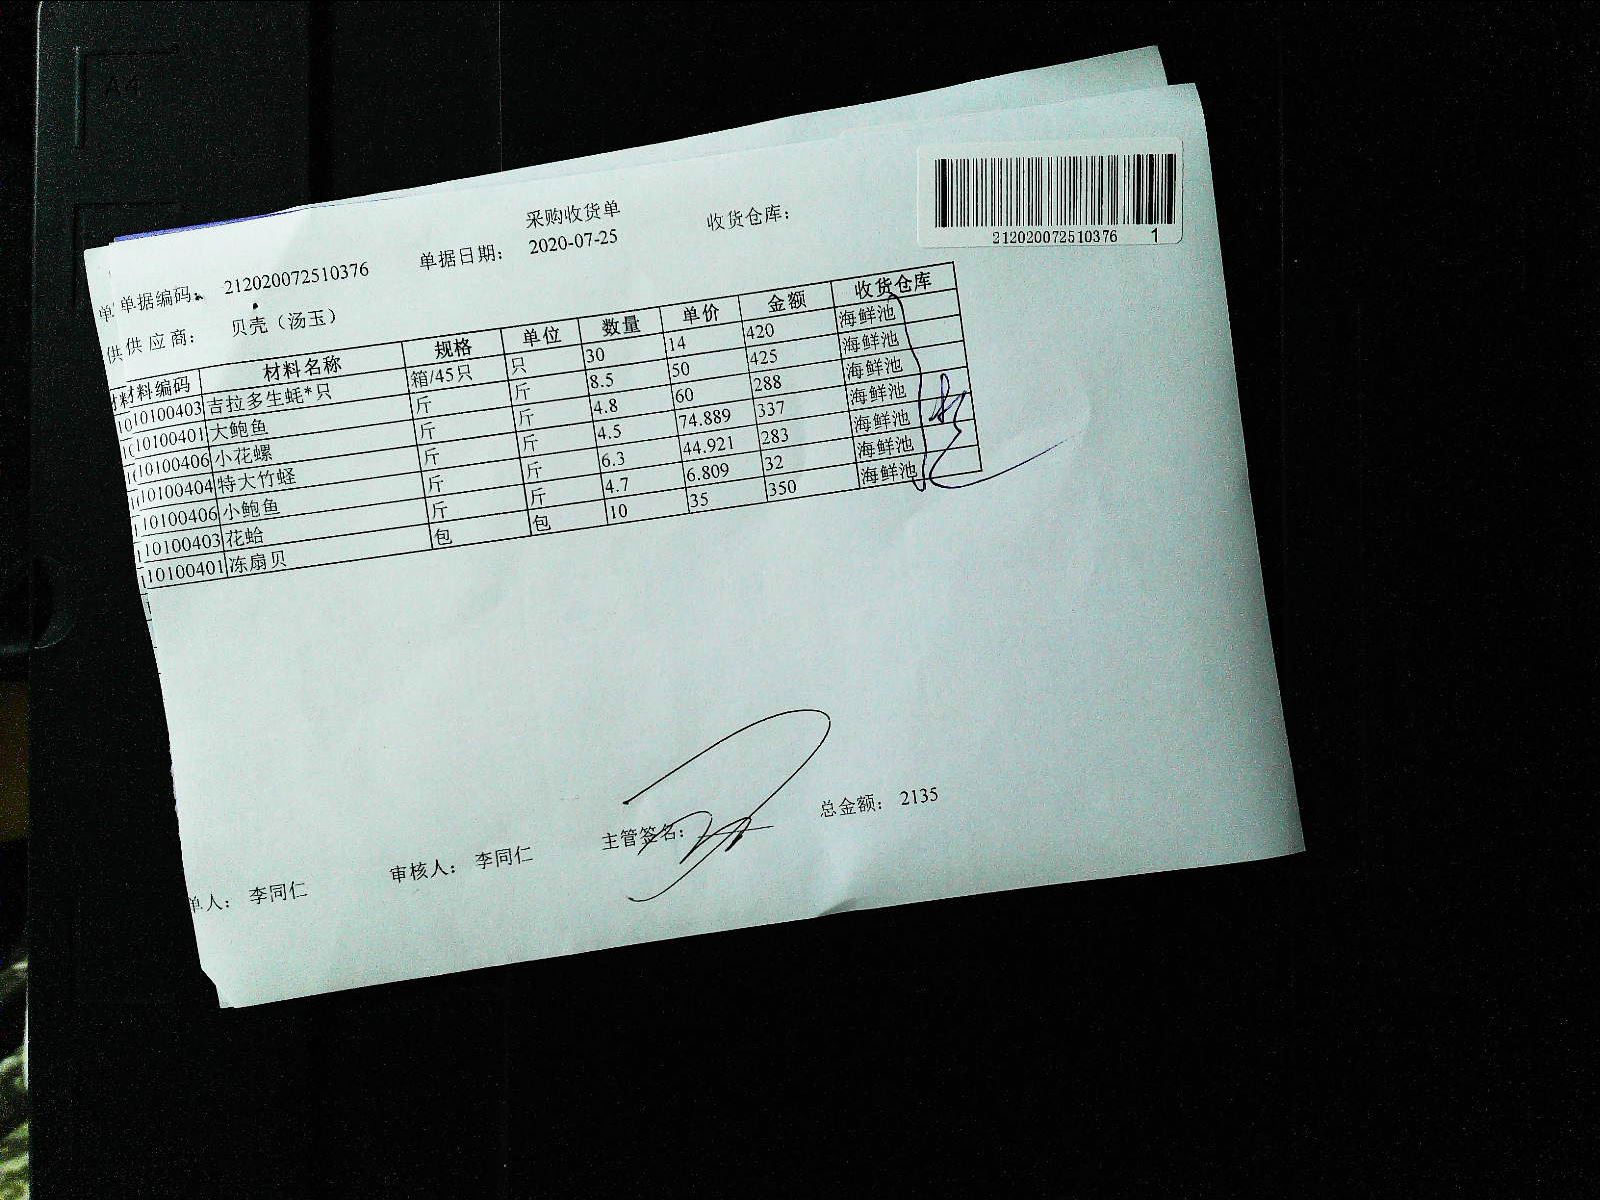 A4
采购收货单
212020072510376 1
单据编码: 212020072510376 单据日期: 2020-07-25 收货仓库:
供应商: 贝壳（汤玉）
材料编码 材料名称 规格 单位 数量 单价 金额 收货仓库
10100403 吉拉多生蚝*只 箱/45只 只 30 14 420 海鲜池
10100401 大鲍鱼 斤 斤 8.5 50 425 海鲜池
10100406 小花螺 斤 斤 4.8 60 288 海鲜池
10100404 特大竹蛏 斤 斤 4.5 74.889 337 海鲜池
10100406 小鲍鱼 斤 斤 6.3 44.921 283 海鲜池
10100403 花蛤 斤 斤 4.7 6.809 32 海鲜池
10100401 冻扇贝 包 包 10 35 350 海鲜池
单人: 李同仁 审核人: 李同仁 主管签名: 总金额: 2135